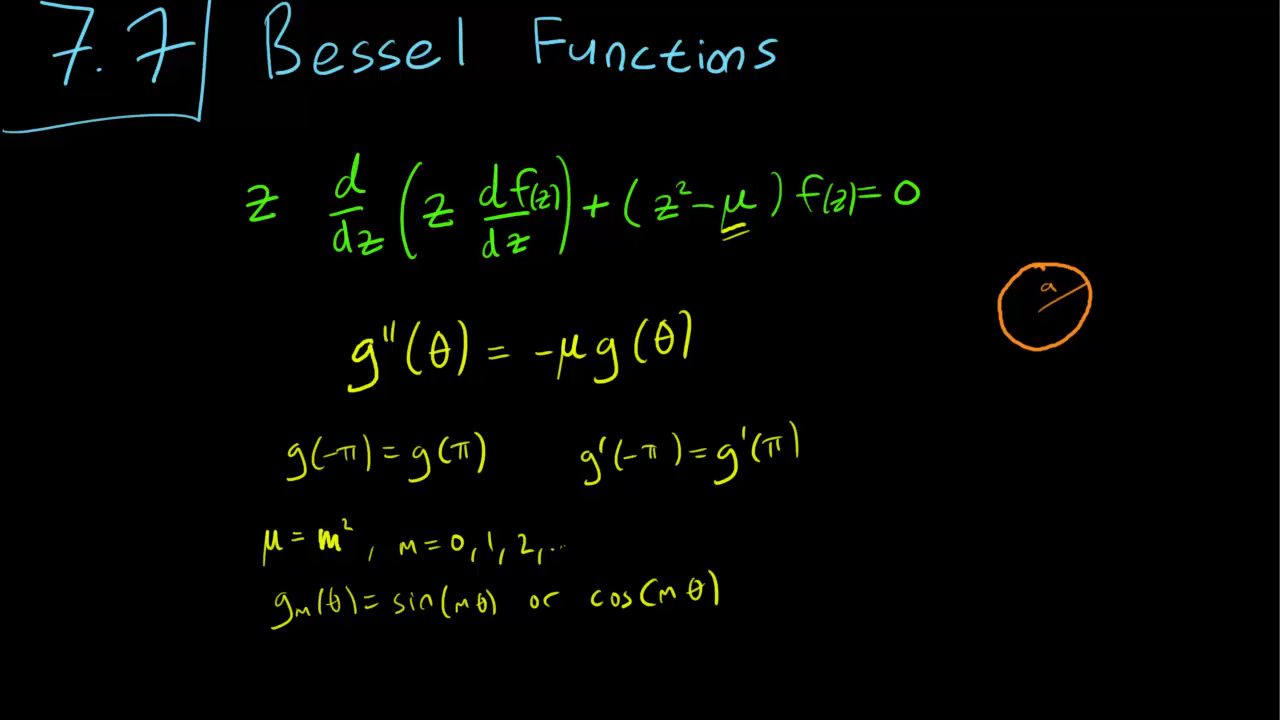 7.7 Bessel Functions
z d/dz (z df(z)/dz) + (z² - μ) f(z) = 0
a
g''(θ) = -μg(θ)
g(-π) = g(π) g'(-π) = g'(π)
μ = m², m = 0, 1, 2, ...
gₘ(θ) = sin(mθ) or cos(mθ)